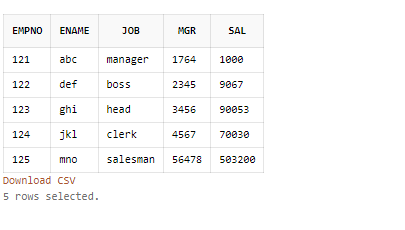 EMPNO ENAME JOB MGR SAL
121 abc manager 1764 1000
122 def boss 2345 9067
123 ghi head 3456 90053
124 jkl clerk 4567 70030
125 mno salesman 56478 503200
Download CSV
5 rows selected.